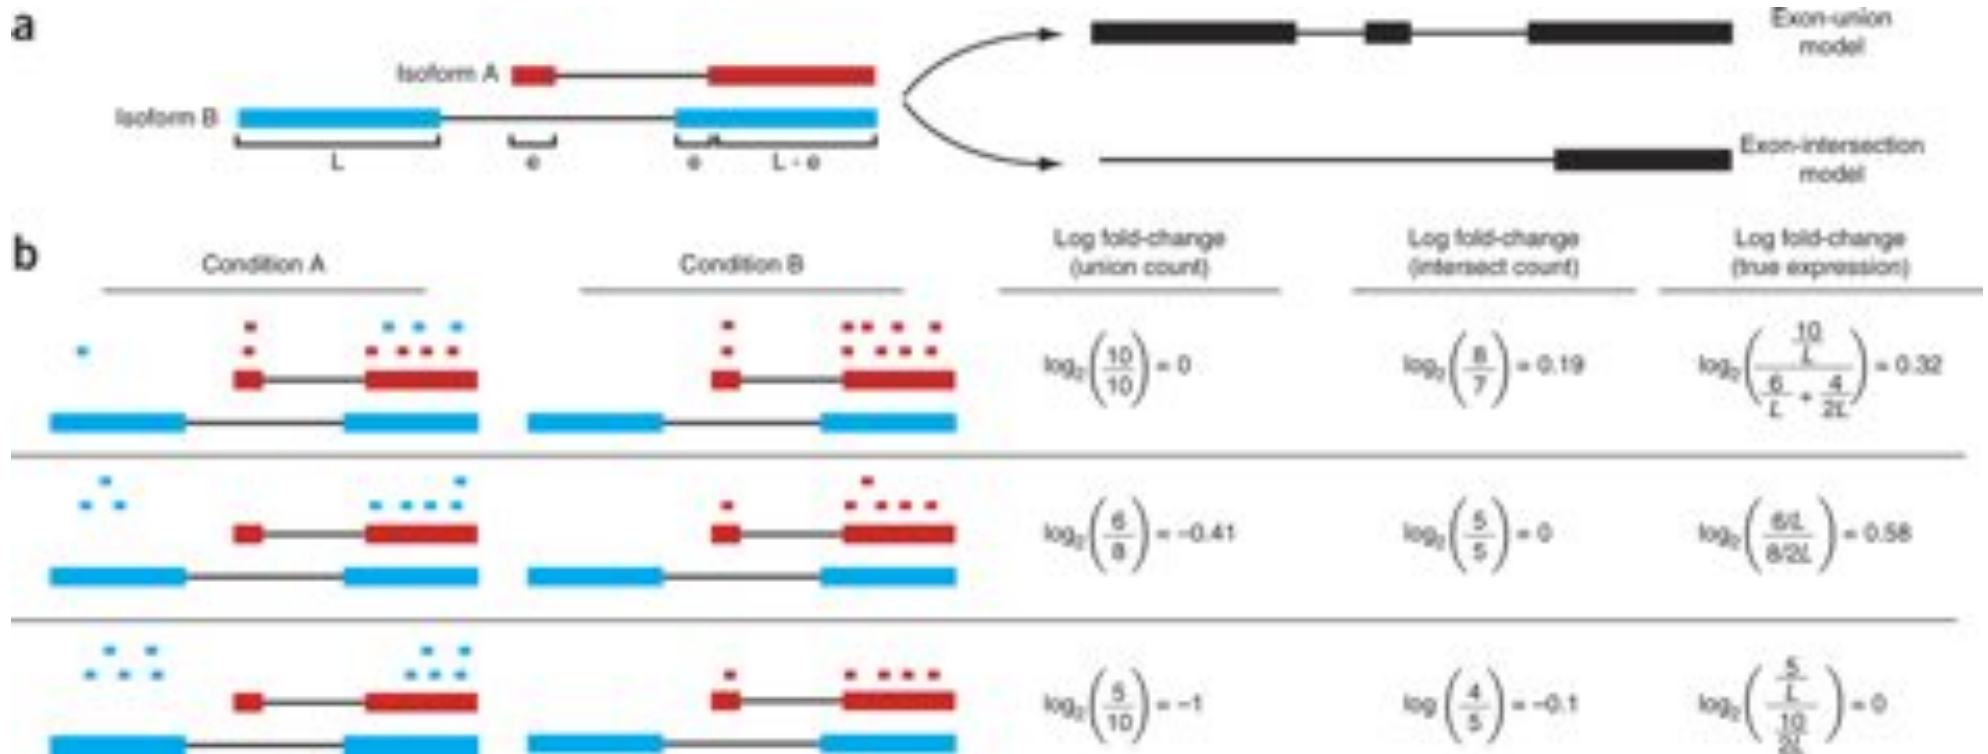 a
Exon-union
model
Isoform A
Isoform B
L
e
e
L - e
Exon-intersection
model
b
Condition A
Condition B
Log fold-change
(union count)
Log fold-change
(intersect count)
Log fold-change
(true expression)
log₂(10/10) = 0
log₂(8/7) = 0.19
log₂((10/L)/(6/L + 4/2L)) = 0.32
log₂(6/8) = –0.41
log₂(5/5) = 0
log₂((6/L)/(8/2L)) = 0.58
log₂(5/10) = –1
log(4/5) = –0.1
log₂((5/L)/(10/2L)) = 0